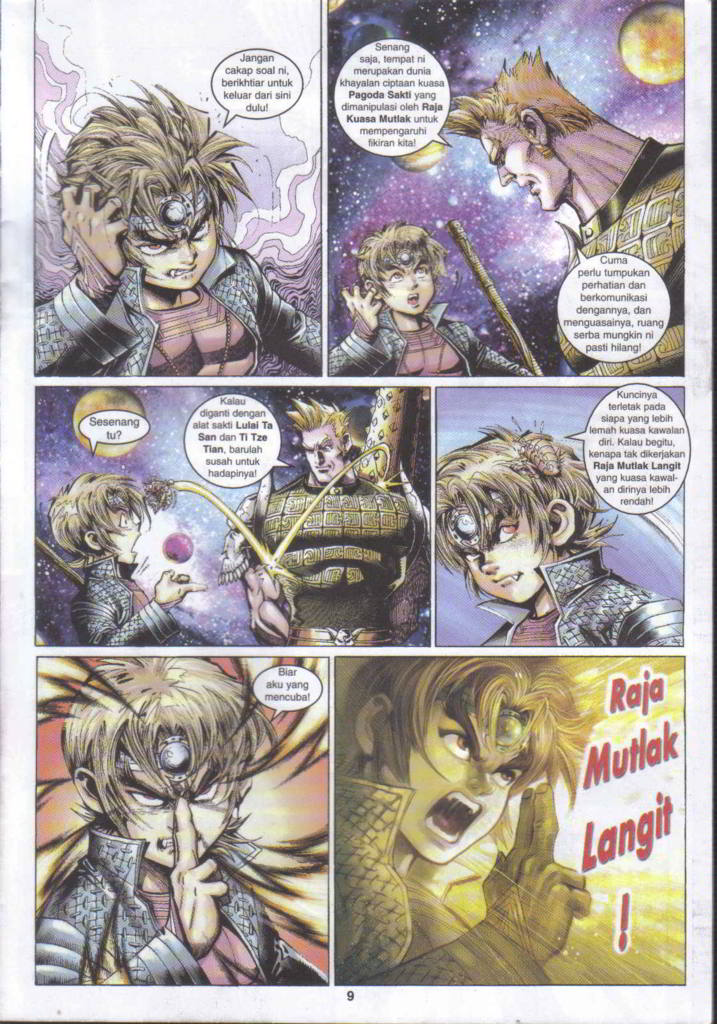 Jangan
cakap soal ni,
berikhtiar untuk
keluar dari sini
dulu!
Senang
saja, tempat ni
merupakan dunia
khayalan ciptaan kuasa
Pagoda Sakti yang
dimanipulasi oleh Raja
Kuasa Mutlak untuk
mempengaruhi
fikiran kita!
Cuma
perlu tumpukan
perhatian dan
berkomunikasi
dengannya, dan
menguasainya, ruang
serba mungkin ni
pasti hilang!
Sesenang
tu?
Kalau
diganti dengan
alat sakti Lulai Ta
San dan Ti Tze
Tian, barulah
susah untuk
hadapinya!
Kuncinya
terletak pada
siapa yang lebih
lemah kuasa kawalan
diri. Kalau begitu,
kenapa tak dikerjakan
Raja Mutlak Langit
yang kuasa kawal-
an dirinya lebih
rendah!
Biar
aku yang
mencuba!
Raja
Mutlak
Langit
!
9